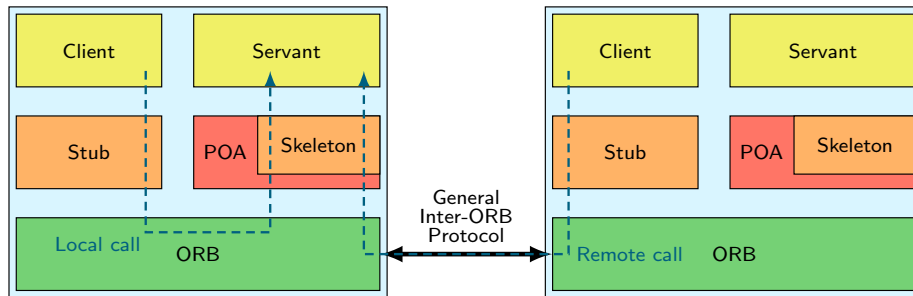 Client
Servant
Client
Servant
Stub
POA
Skeleton
Stub
POA
Skeleton
General
Inter-ORB
Protocol
Local call
ORB
Remote call
ORB